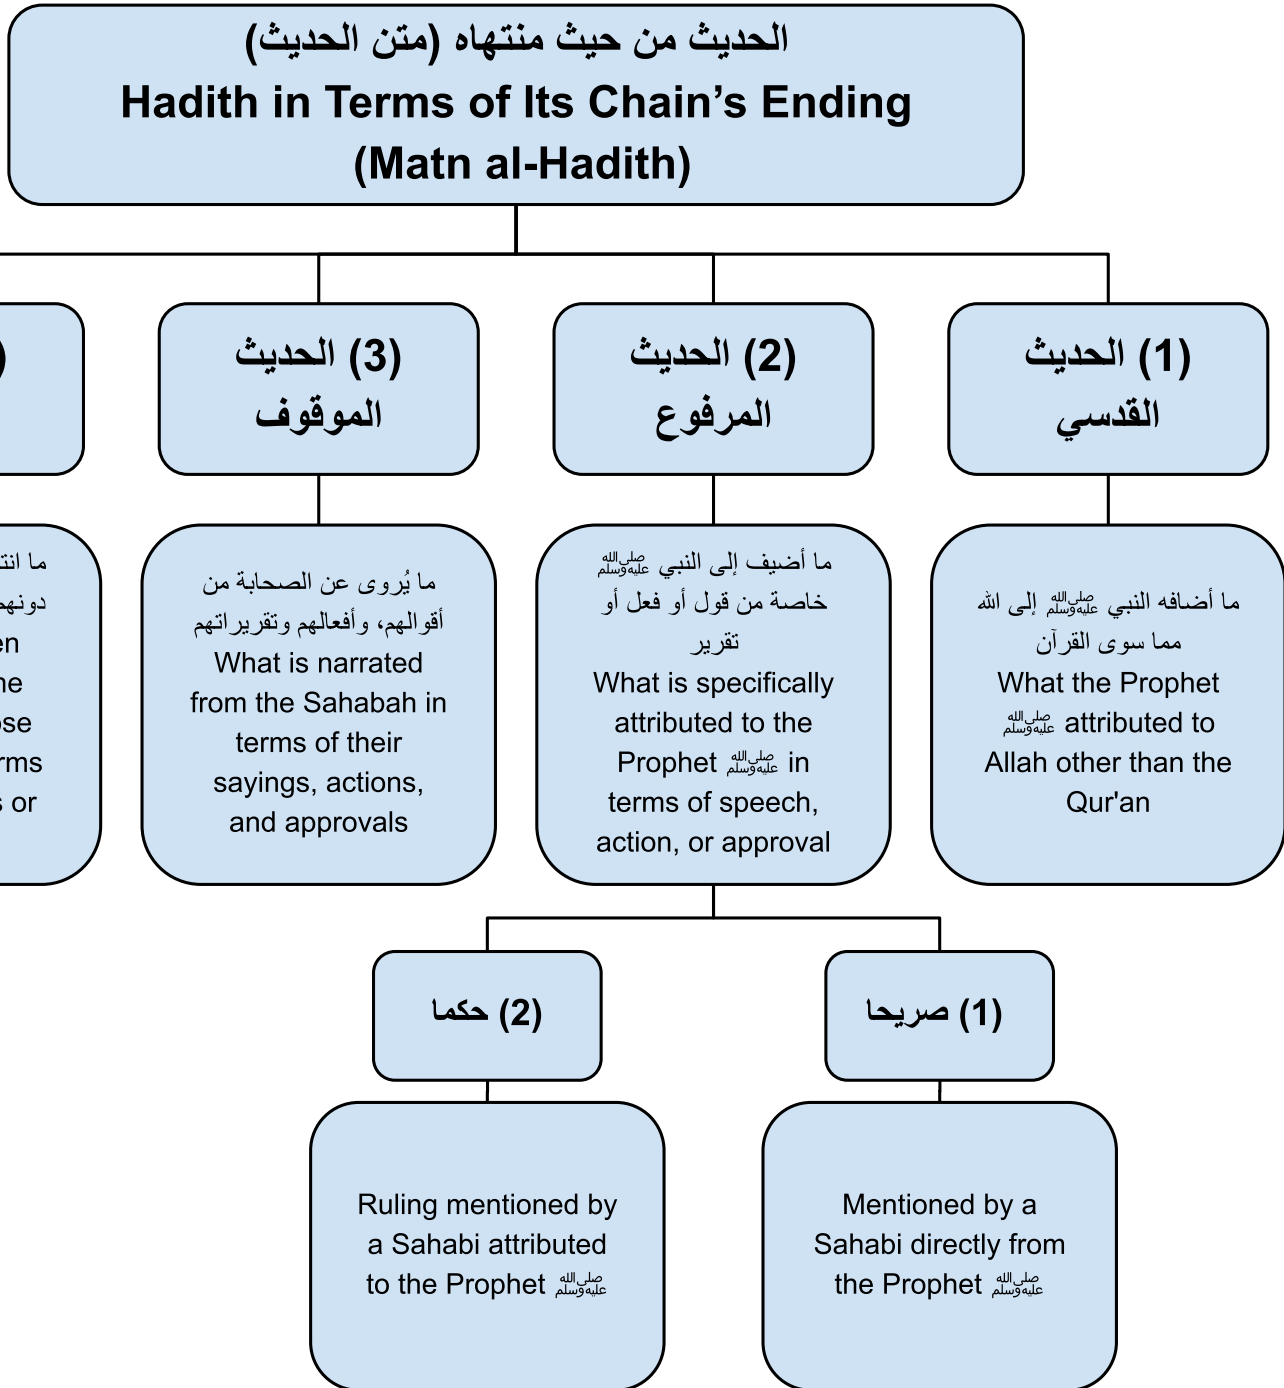 الحديث من حيث منتهاه (متن الحديث)
Hadith in Terms of Its Chain’s Ending
(Matn al-Hadith)
(1) الحديث
القدسي
(2) الحديث
المرفوع
(3) الحديث
الموقوف
(
ما أضافه النبي ﷺ إلى الله
مما سوى القرآن
What the Prophet
ﷺ attributed to
Allah other than the
Qur'an
ما أضيف إلى النبي ﷺ
خاصة من قول أو فعل أو
تقرير
What is specifically
attributed to the
Prophet ﷺ in
terms of speech,
action, or approval
ما يُروى عن الصحابة من
أقوالهم، وأفعالهم وتقريراتهم
What is narrated
from the Sahabah in
terms of their
sayings, actions,
and approvals
ما
or
(1) صريحا
(2) حكما
Mentioned by a
Sahabi directly from
the Prophet ﷺ
Ruling mentioned by
a Sahabi attributed
to the Prophet ﷺ